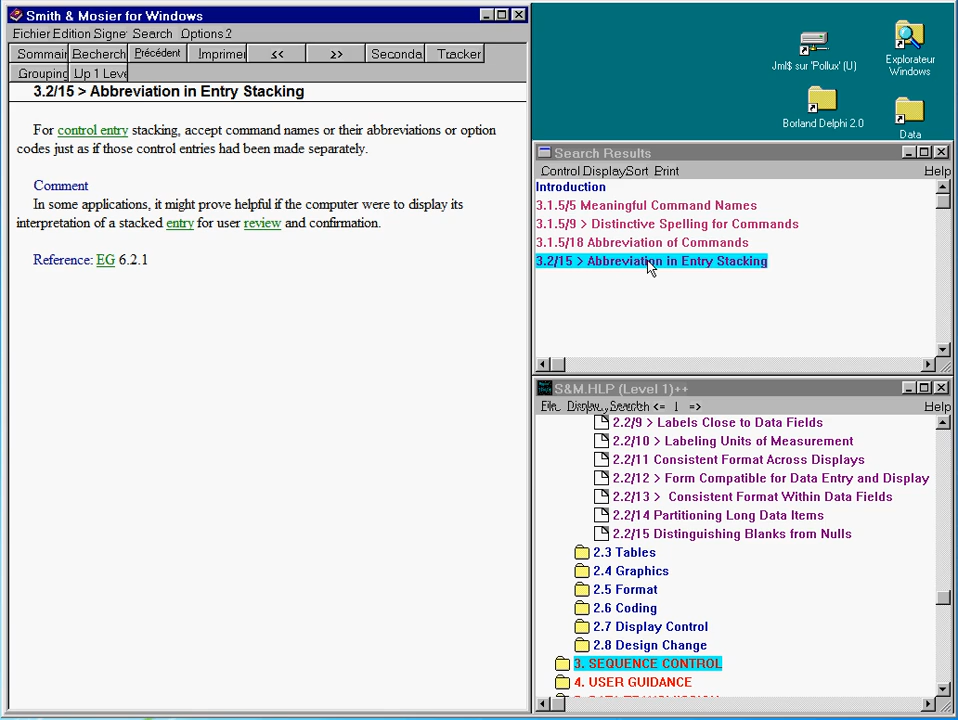 Smith & Mosier for Windows
Fichier Edition Signe Search Options ?
Sommair Becherch Précédent Imprimer << >> Seconda Tracker
Grouping Up 1 Leve
3.2/15 > Abbreviation in Entry Stacking
For control entry stacking, accept command names or their abbreviations or option
codes just as if those control entries had been made separately.
Comment
In some applications, it might prove helpful if the computer were to display its
interpretation of a stacked entry for user review and confirmation.
Reference: EG 6.2.1
Jml$ sur 'Pollux' (U)
Explorateur
Windows
Borland Delphi 2.0
Data
Search Results
Control Display Sort Print Help
Introduction
3.1.5/5 Meaningful Command Names
3.1.5/9 > Distinctive Spelling for Commands
3.1.5/18 Abbreviation of Commands
3.2/15 > Abbreviation in Entry Stacking
S&M.HLP (Level 1)++
File Display Search <= | => Help
2.2/9 > Labels Close to Data Fields
2.2/10 > Labeling Units of Measurement
2.2/11 Consistent Format Across Displays
2.2/12 > Form Compatible for Data Entry and Display
2.2/13 > Consistent Format Within Data Fields
2.2/14 Partitioning Long Data Items
2.2/15 Distinguishing Blanks from Nulls
2.3 Tables
2.4 Graphics
2.5 Format
2.6 Coding
2.7 Display Control
2.8 Design Change
3. SEQUENCE CONTROL
4. USER GUIDANCE